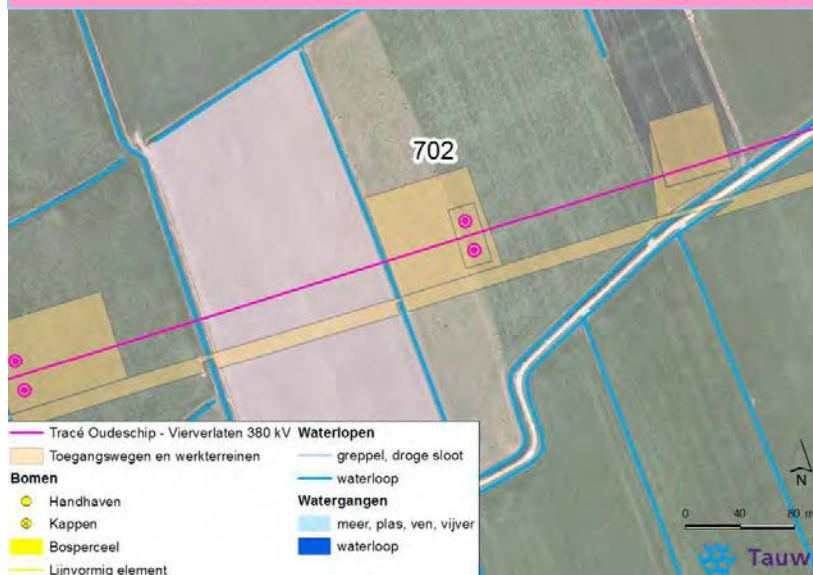 702
Tracé Oudeschip - Vierverlaten 380 kV
Toegangswegen en werkterreinen
Bomen
Handhaven
Kappen
Bosperceel
Lijnvormig element
Waterlopen
greppel, droge sloot
waterloop
Watergangen
meer, plas, ven, vijver
waterloop
N
0 40 80 m
Tauw